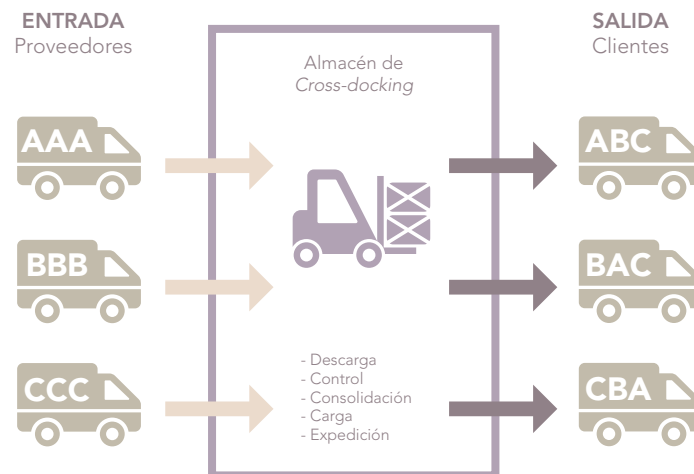 ENTRADA
Proveedores
AAA
BBB
CCC
Almacén de
Cross-docking
- Descarga
- Control
- Consolidación
- Carga
- Expedición
SALIDA
Clientes
ABC
BAC
CBA